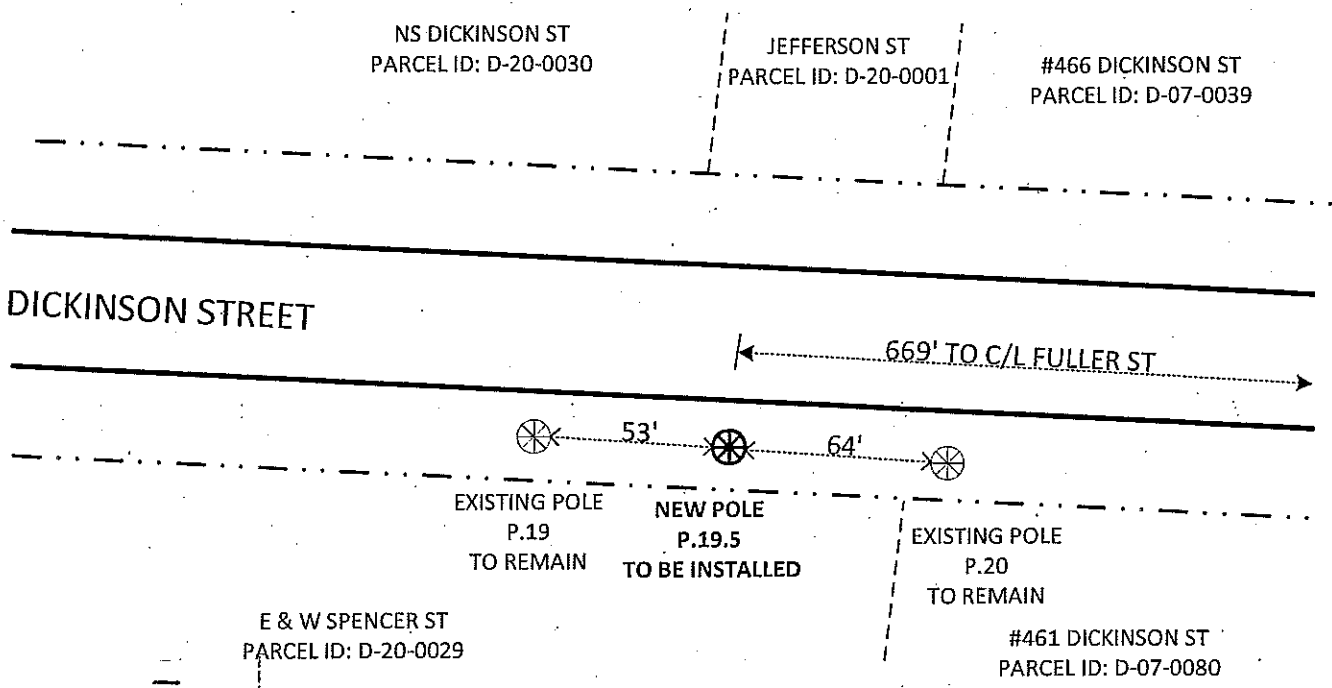 NS DICKINSON ST
PARCEL ID: D-20-0030
JEFFERSON ST
PARCEL ID: D-20-0001
#466 DICKINSON ST
PARCEL ID: D-07-0039
DICKINSON STREET
669' TO C/L FULLER ST
53'
64'
EXISTING POLE
P.19
TO REMAIN
NEW POLE
P.19.5
TO BE INSTALLED
EXISTING POLE
P.20
TO REMAIN
E & W SPENCER ST
PARCEL ID: D-20-0029
#461 DICKINSON ST
PARCEL ID: D-07-0080